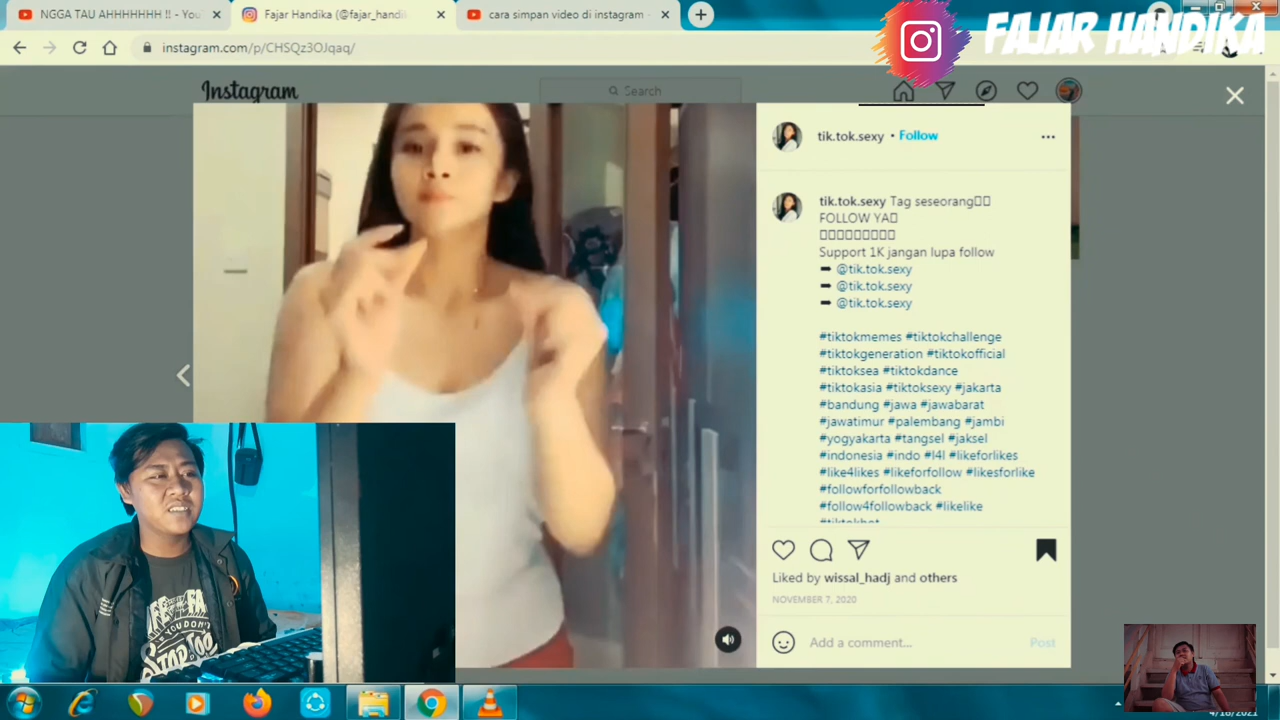 NGGA TAU AHHHHHHH !! - You
Fajar Handika (@fajar_handi
cara simpan video di instagram -
instagram.com/p/CHSQz3OJqaq/
FAJAR HANDIKA
Instagram
Search
tik.tok.sexy • Follow
tik.tok.sexy Tag seseorang
FOLLOW YA
Support 1K jangan lupa follow
➡ @tik.tok.sexy
➡ @tik.tok.sexy
➡ @tik.tok.sexy
#tiktokmemes #tiktokchallenge
#tiktokgeneration #tiktokofficial
#tiktoksea #tiktokdance
#tiktokasia #tiktoksexy #jakarta
#bandung #jawa #jawabarat
#jawatimur #palembang #jambi
#yogyakarta #tangsel #jaksel
#indonesia #indo #l4l #likeforlikes
#like4likes #likeforfollow #likesforlike
#followforfollowback
#follow4followback #likelike
Liked by wissal_hadj and others
NOVEMBER 7, 2020
Add a comment...
Post
YOU DON'T
STOP TOO
4/18/2021